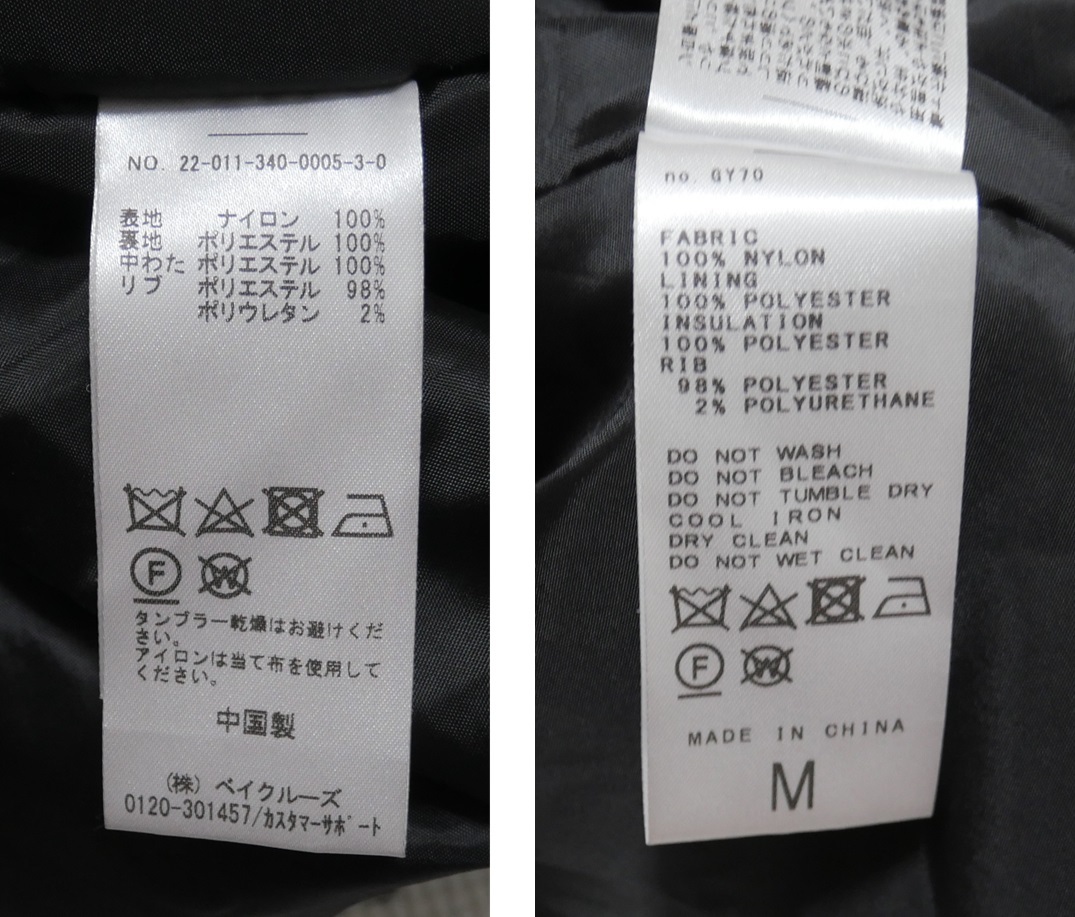 NO. 22-011-340-0005-3-0
表地 ナイロン 100%
裏地 ポリエステル 100%
中わた ポリエステル 100%
リブ ポリエステル 98%
ポリウレタン 2%
F
W
タンブラー乾燥はお避けくだ
さい。
アイロンは当て布を使用して
ください。
中国製
(株) ベイクルーズ
0120-301457/カスタマーサポート
no. GY70
FABRIC
100% NYLON
LINING
100% POLYESTER
INSULATION
100% POLYESTER
RIB
98% POLYESTER
2% POLYURETHANE
DO NOT WASH
DO NOT BLEACH
DO NOT TUMBLE DRY
COOL IRON
DRY CLEAN
DO NOT WET CLEAN
F
W
MADE IN CHINA
M